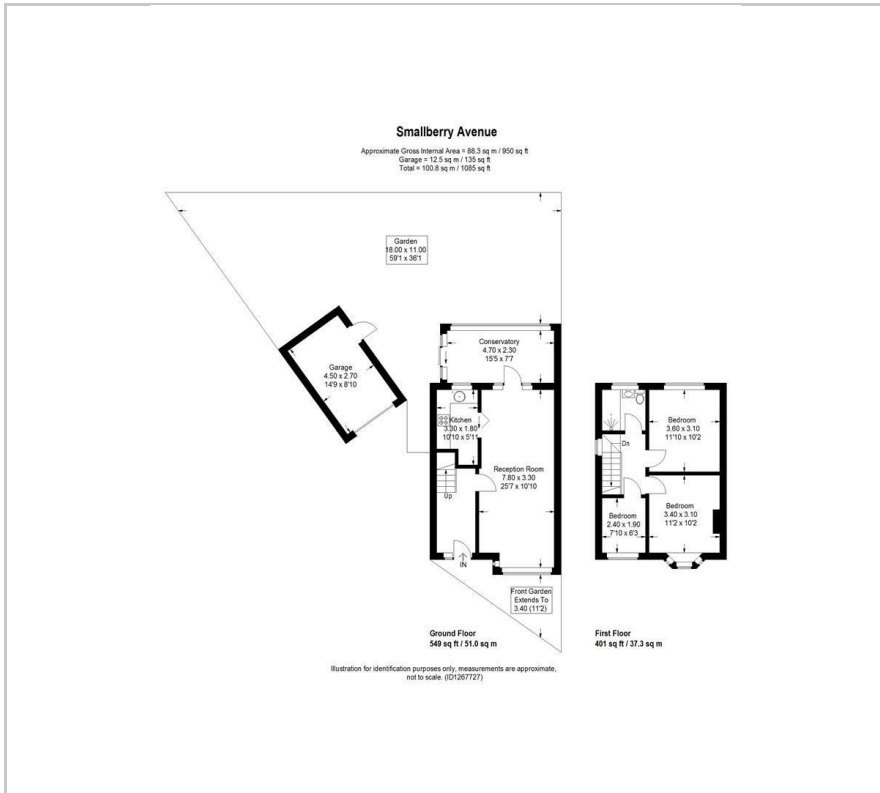 Smallberry Avenue
Approximate Gross Internal Area = 88.3 sq m / 950 sq ft
Garage = 12.5 sq m / 135 sq ft
Total = 100.8 sq m / 1085 sq ft
Garden
18.00 x 11.00
59'1 x 36'1
Conservatory
4.70 x 2.30
15'5 x 7'7
Garage
4.50 x 2.70
14'9 x 8'10
Kitchen
3.30 x 1.80
10'10 x 5'11
Reception Room
7.80 x 3.30
25'7 x 10'10
Up
IN
Front Garden
Extends To
3.40 (11'2)
Ground Floor
549 sq ft / 51.0 sq m
Bedroom
3.60 x 3.10
11'10 x 10'2
Dn
Bedroom
2.40 x 1.90
7'10 x 6'3
Bedroom
3.40 x 3.10
11'2 x 10'2
First Floor
401 sq ft / 37.3 sq m
Illustration for identification purposes only, measurements are approximate,
not to scale. (ID1267727)